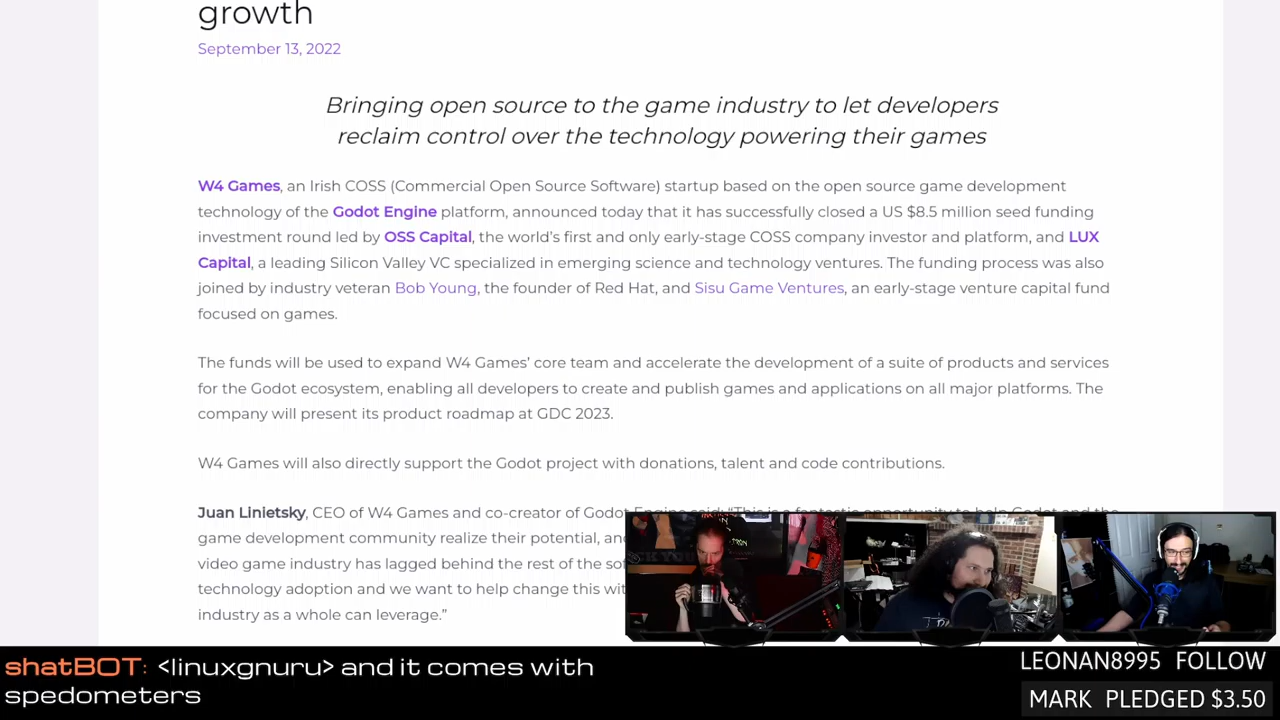 growth
September 13, 2022
Bringing open source to the game industry to let developers
reclaim control over the technology powering their games
W4 Games, an Irish COSS (Commercial Open Source Software) startup based on the open source game development
technology of the Godot Engine platform, announced today that it has successfully closed a US $8.5 million seed funding
investment round led by OSS Capital, the world's first and only early-stage COSS company investor and platform, and LUX
Capital, a leading Silicon Valley VC specialized in emerging science and technology ventures. The funding process was also
joined by industry veteran Bob Young, the founder of Red Hat, and Sisu Game Ventures, an early-stage venture capital fund
focused on games.
The funds will be used to expand W4 Games' core team and accelerate the development of a suite of products and services
for the Godot ecosystem, enabling all developers to create and publish games and applications on all major platforms. The
company will present its product roadmap at GDC 2023.
W4 Games will also directly support the Godot project with donations, talent and code contributions.
Juan Linietsky, CEO of W4 Games and co-creator of Godot Engine said: "This is a fantastic opportunity to help Godot and the
game development community realize their potential, an
video game industry has lagged behind the rest of the
technology adoption and we want to help change this
industry as a whole can leverage."
shatBOT: <linuxgnuru> and it comes with
spedometers
LEONAN8995 FOLLOW
MARK PLEDGED $3.50